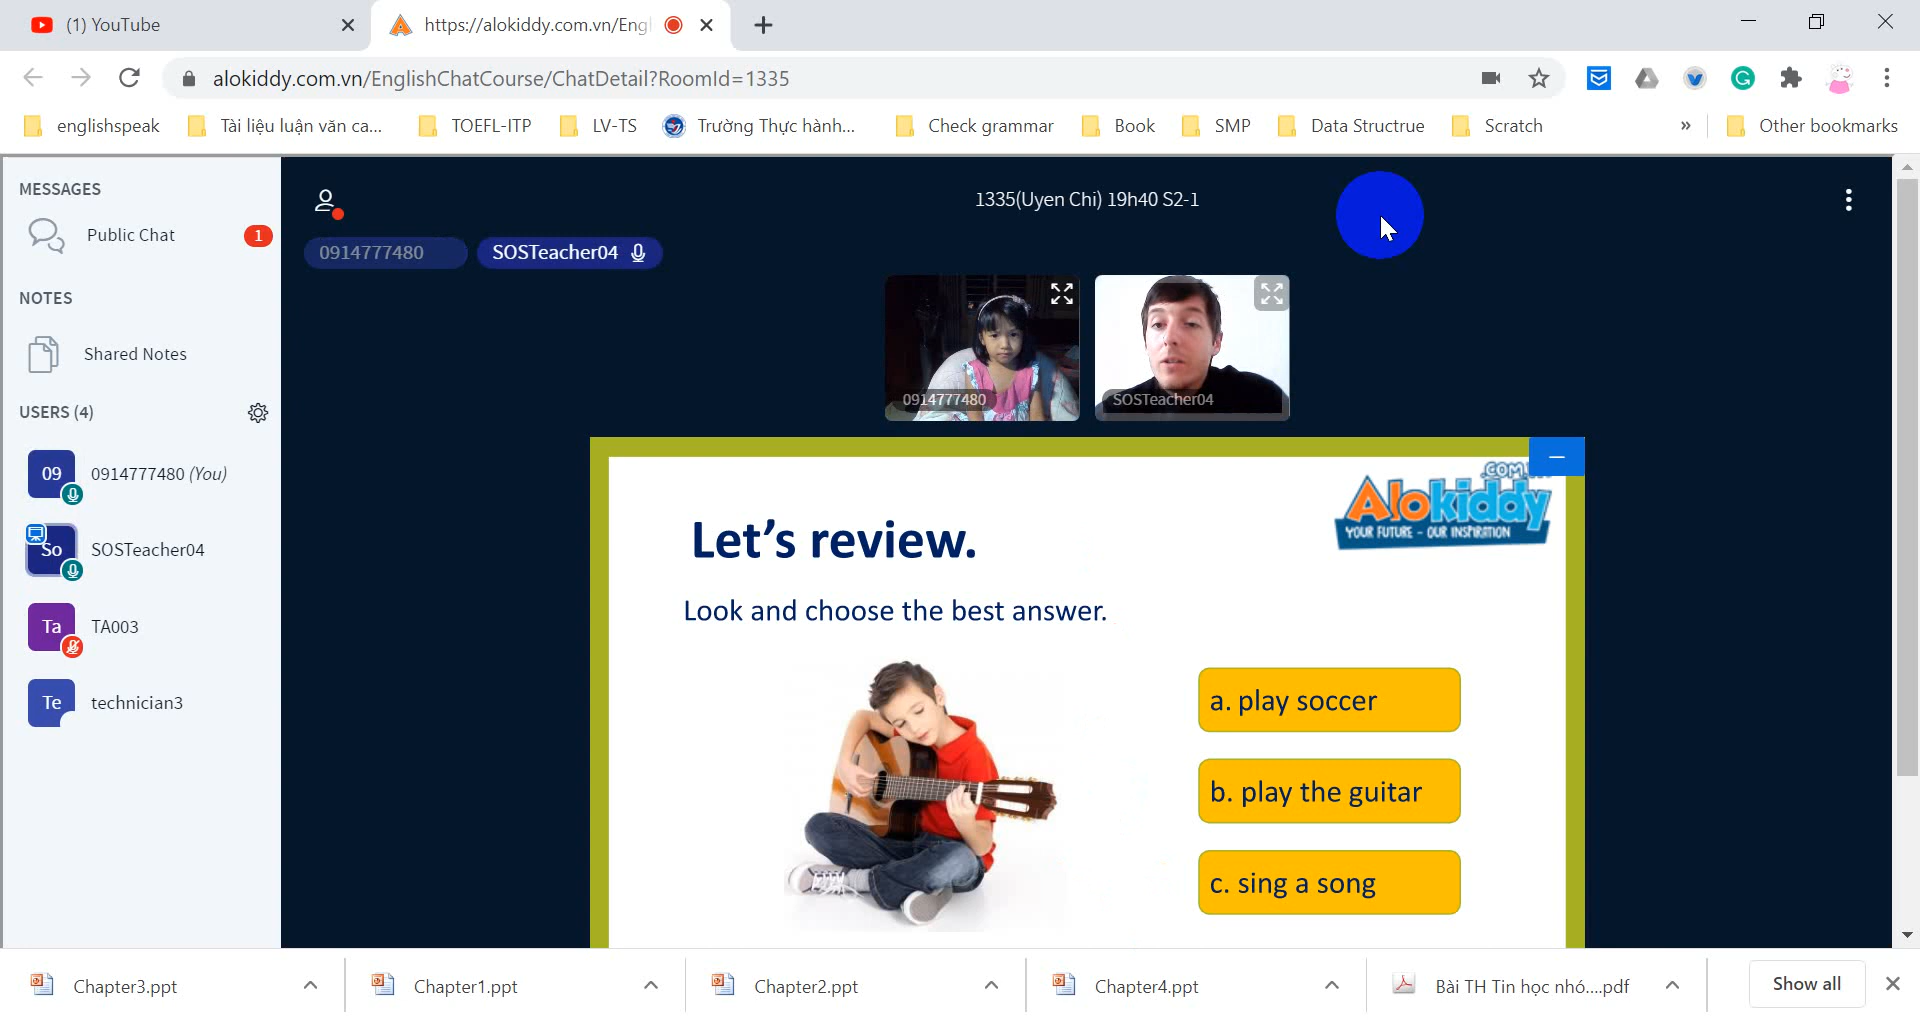 (1) YouTube
https://alokiddy.com.vn/Engl
alokiddy.com.vn/EnglishChatCourse/ChatDetail?RoomId=1335
englishspeak
Tài liệu luận văn ca...
TOEFL-ITP
LV-TS
Trường Thực hành...
Check grammar
Book
SMP
Data Structrue
Scratch
»
Other bookmarks
MESSAGES
Public Chat
1
NOTES
Shared Notes
USERS (4)
09
0914777480 (You)
So
SOSTeacher04
Ta
TA003
Te
technician3
1335(Uyen Chi) 19h40 S2-1
0914777480
SOSTeacher04
0914777480
SOSTeacher04
Alokiddy
YOUR FUTURE - OUR INSPIRATION
Let's review.
Look and choose the best answer.
a. play soccer
b. play the guitar
c. sing a song
Chapter3.ppt
Chapter1.ppt
Chapter2.ppt
Chapter4.ppt
Bài TH Tin học nhó....pdf
Show all